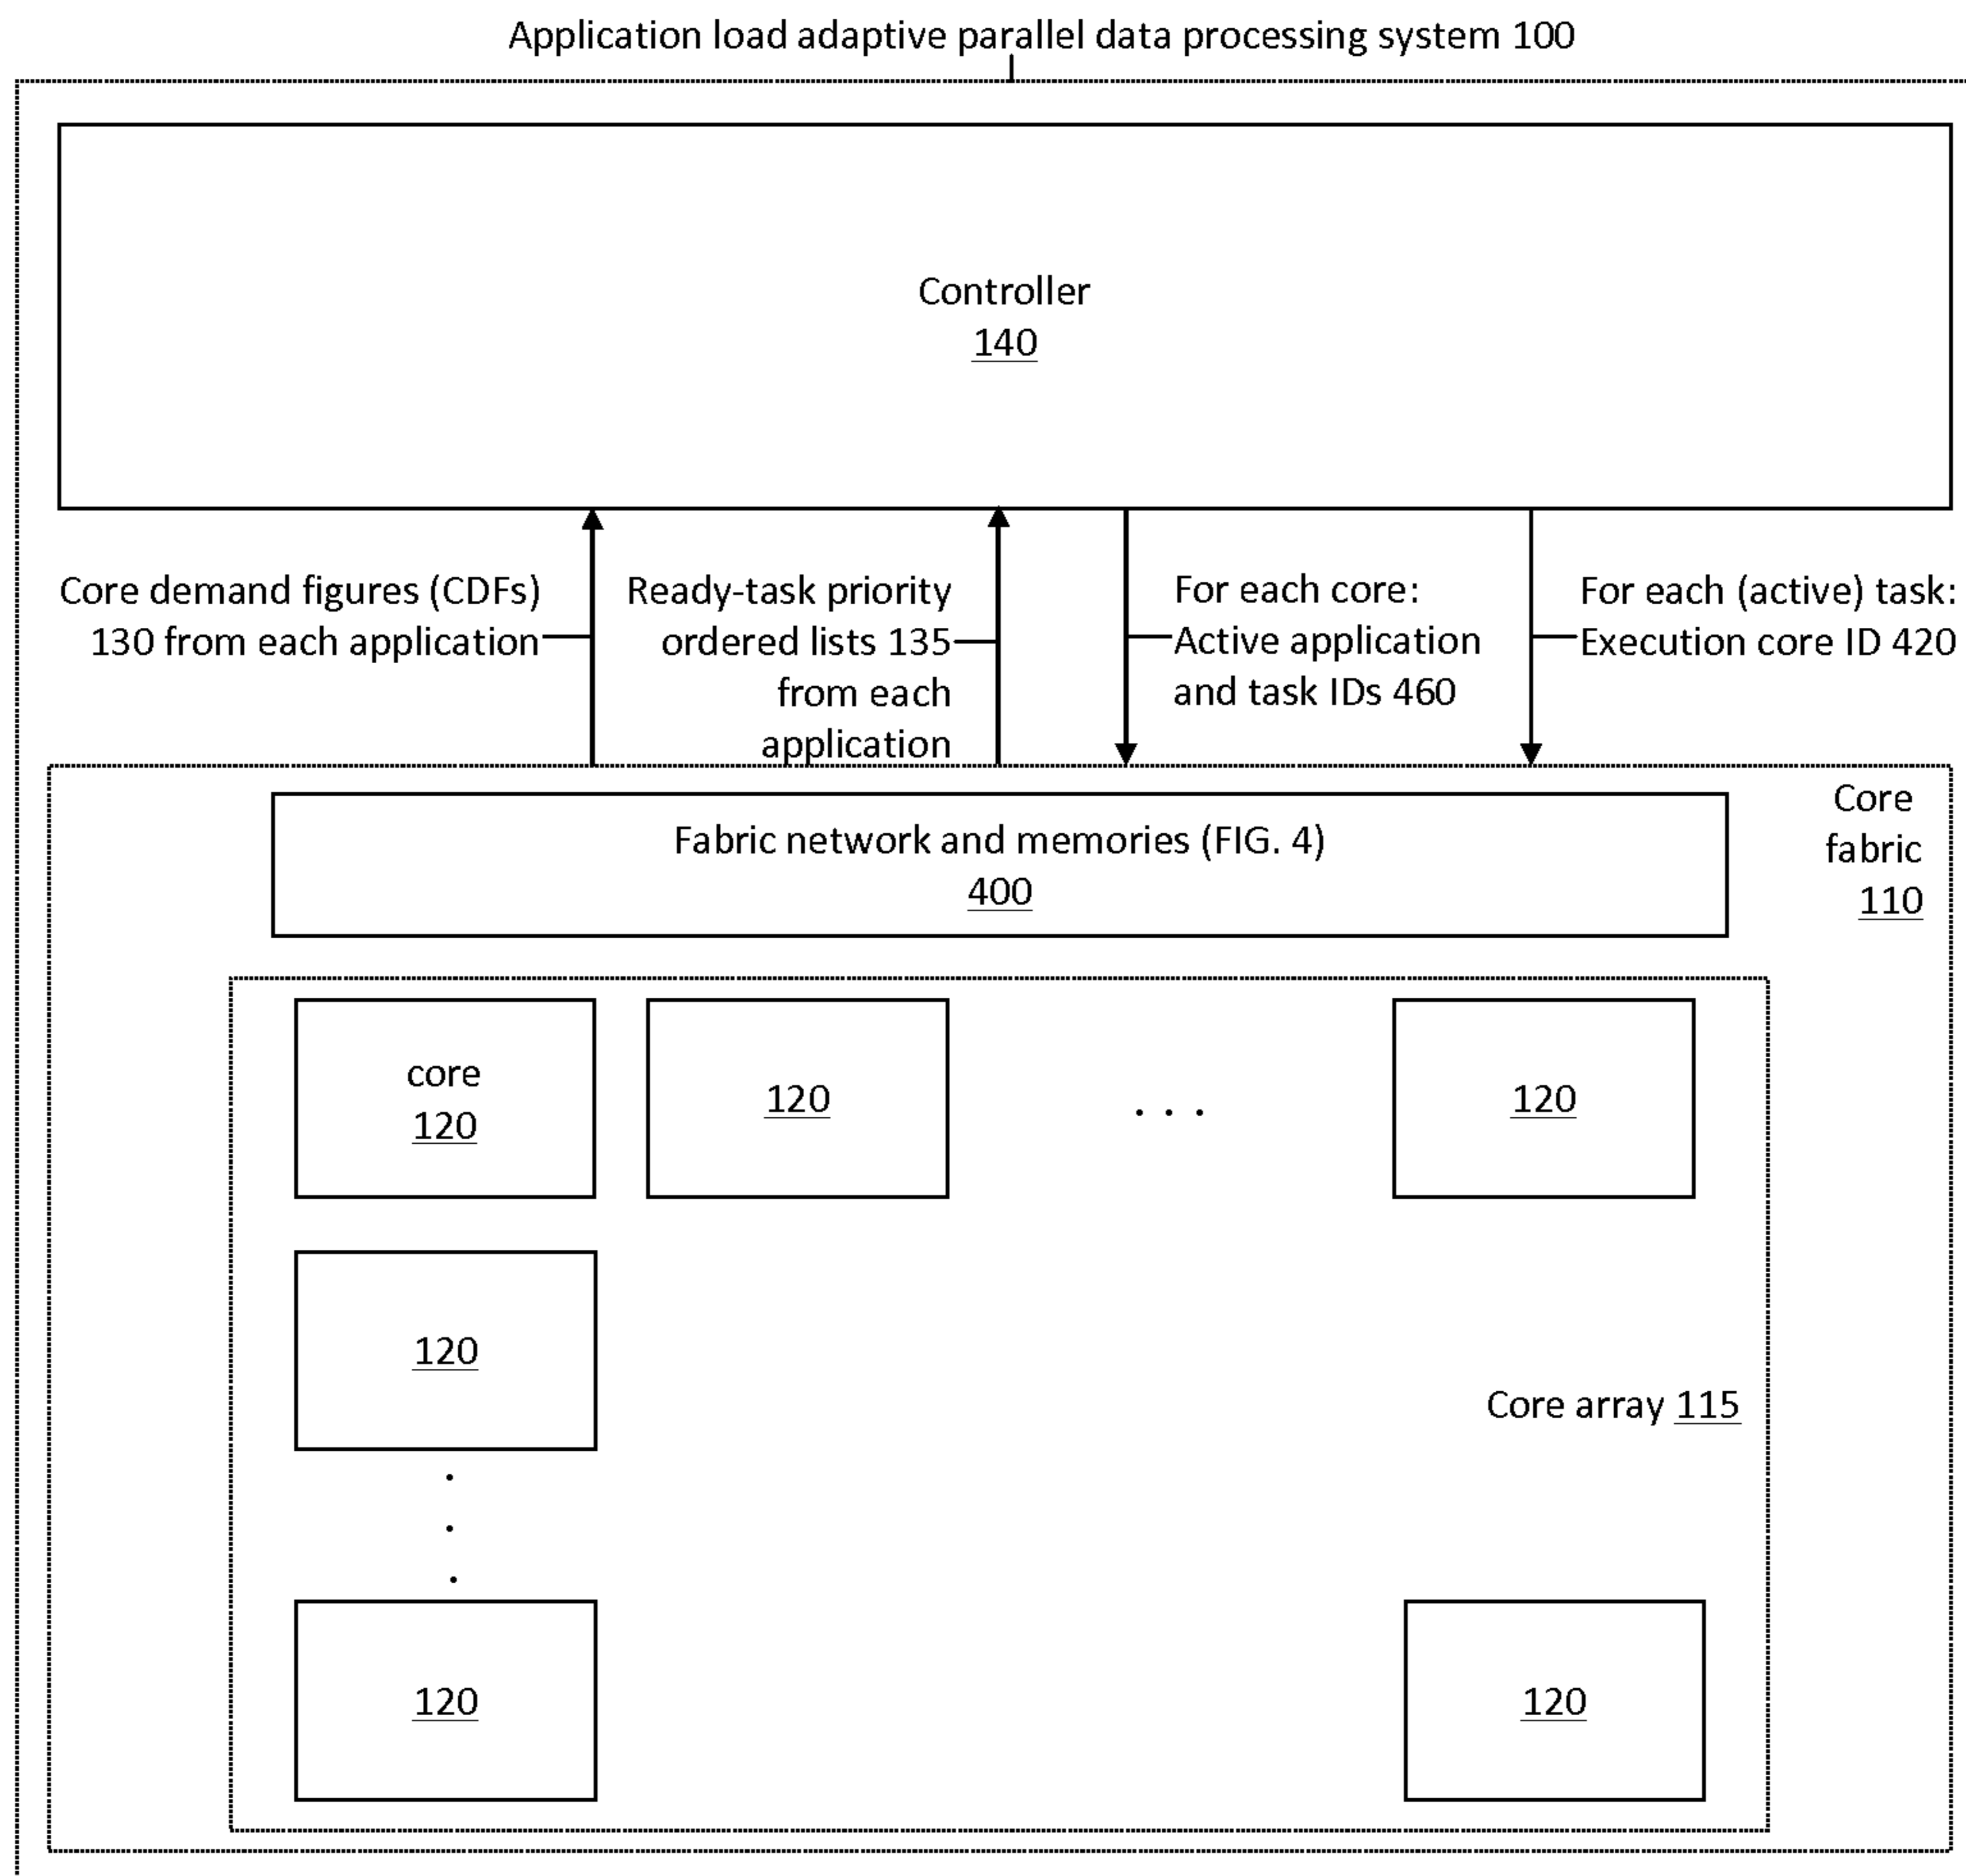 Application load adaptive parallel data processing system 100
Controller
140
Core demand figures (CDFs)
130 from each application
Ready-task priority
ordered lists 135
from each
application
For each core:
Active application
and task IDs 460
For each (active) task:
Execution core ID 420
Core
fabric
110
Fabric network and memories (FIG. 4)
400
core
120
120
. . .
120
120
.
.
.
Core array 115
120
120